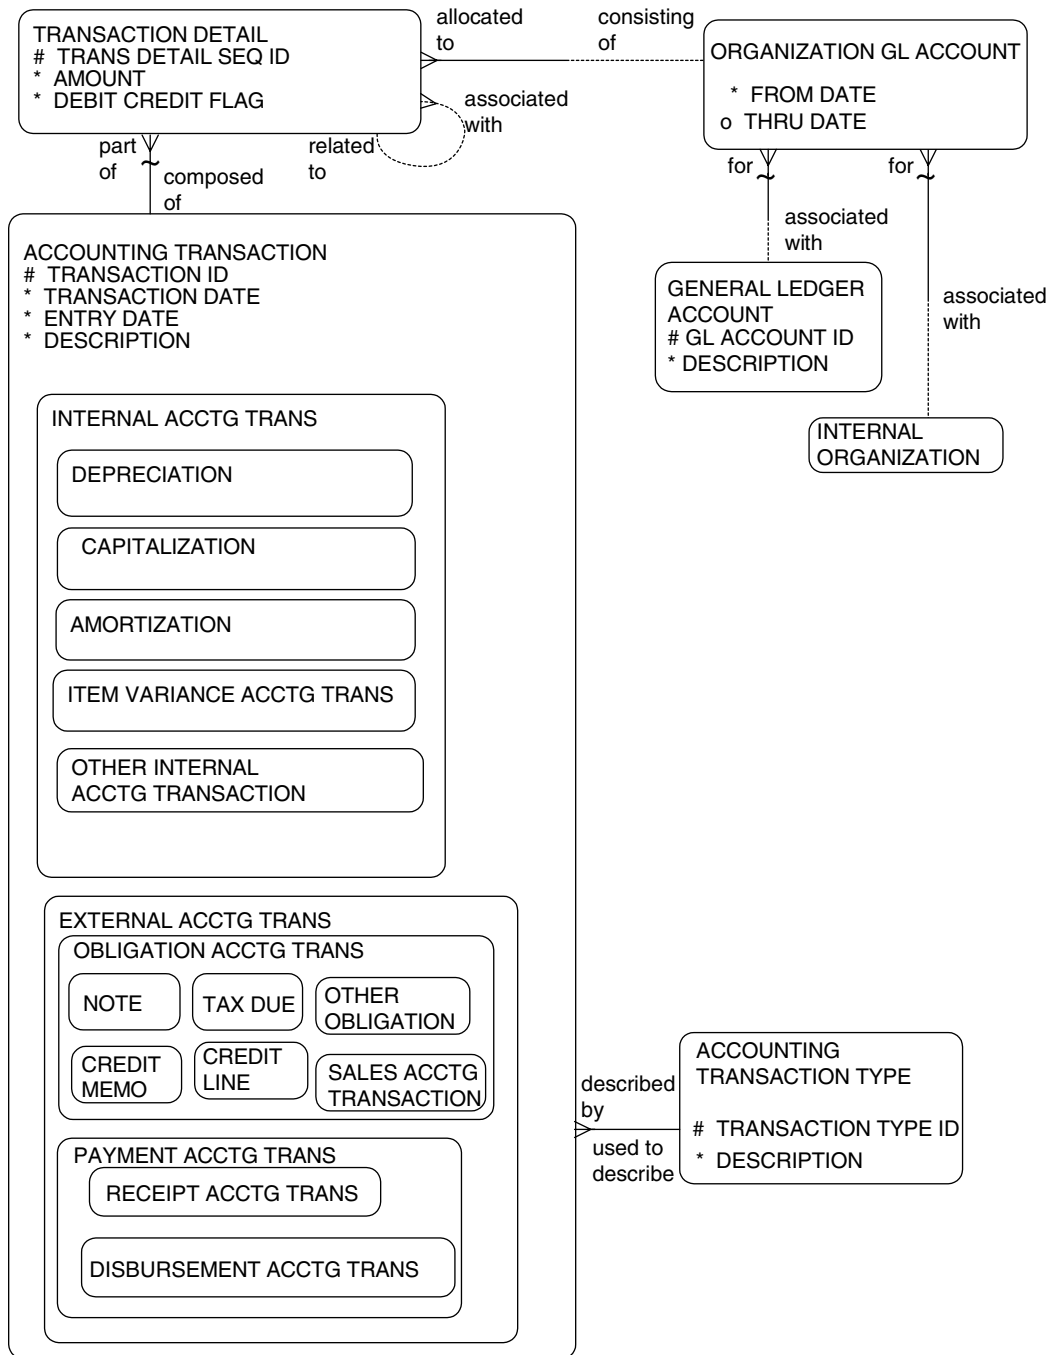 TRANSACTION DETAIL
# TRANS DETAIL SEQ ID
* AMOUNT
* DEBIT CREDIT FLAG
allocated
to
consisting
of
ORGANIZATION GL ACCOUNT
* FROM DATE
o THRU DATE
associated
with
part
of
related
to
composed
of
for
for
associated
with
GENERAL LEDGER
ACCOUNT
# GL ACCOUNT ID
* DESCRIPTION
associated
with
INTERNAL
ORGANIZATION
ACCOUNTING TRANSACTION
# TRANSACTION ID
* TRANSACTION DATE
* ENTRY DATE
* DESCRIPTION
INTERNAL ACCTG TRANS
DEPRECIATION
CAPITALIZATION
AMORTIZATION
ITEM VARIANCE ACCTG TRANS
OTHER INTERNAL
ACCTG TRANSACTION
EXTERNAL ACCTG TRANS
OBLIGATION ACCTG TRANS
NOTE
TAX DUE
OTHER
OBLIGATION
CREDIT
MEMO
CREDIT
LINE
SALES ACCTG
TRANSACTION
PAYMENT ACCTG TRANS
RECEIPT ACCTG TRANS
DISBURSEMENT ACCTG TRANS
described
by
used to
describe
ACCOUNTING
TRANSACTION TYPE
# TRANSACTION TYPE ID
* DESCRIPTION